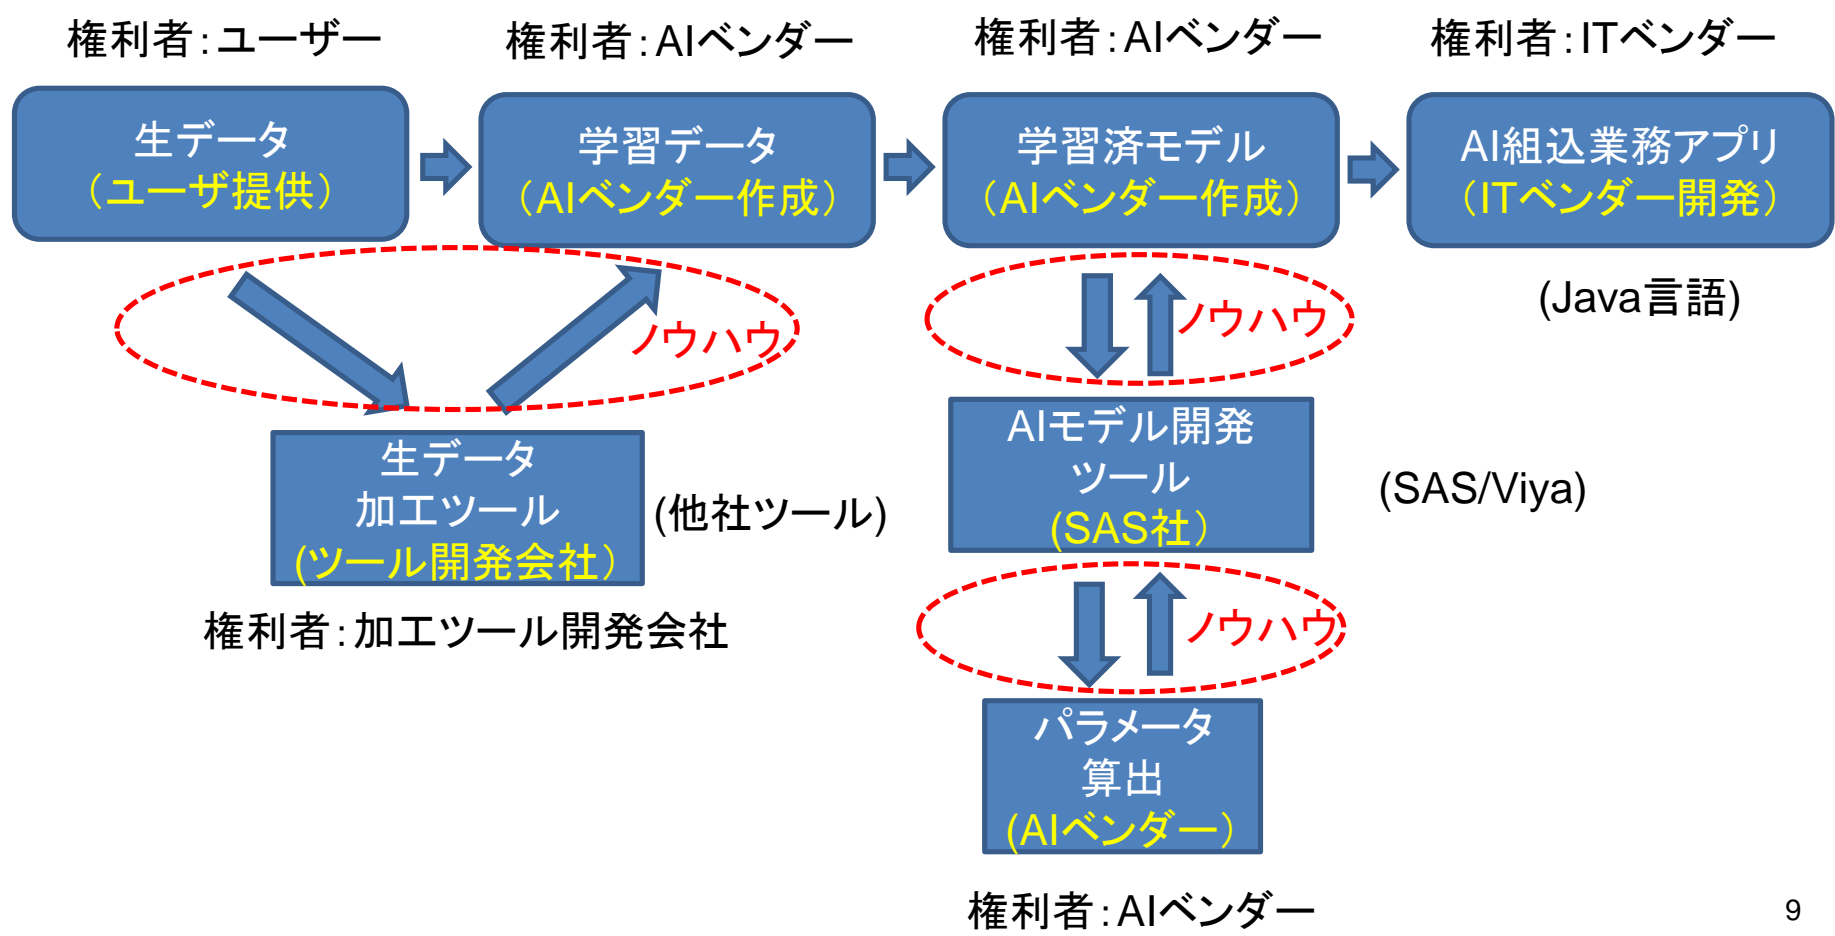 権利者：ユーザー
権利者：AIベンダー
権利者：AIベンダー
権利者：ITベンダー
生データ
（ユーザ提供）
学習データ
（AIベンダー作成）
学習済モデル
（AIベンダー作成）
AI組込業務アプリ
（ITベンダー開発）
(Java言語)
ノウハウ
ノウハウ
生データ
加工ツール
(ツール開発会社）
(他社ツール)
権利者：加工ツール開発会社
AIモデル開発
ツール
(SAS社）
(SAS/Viya)
ノウハウ
パラメータ
算出
(AIベンダー）
権利者：AIベンダー
9